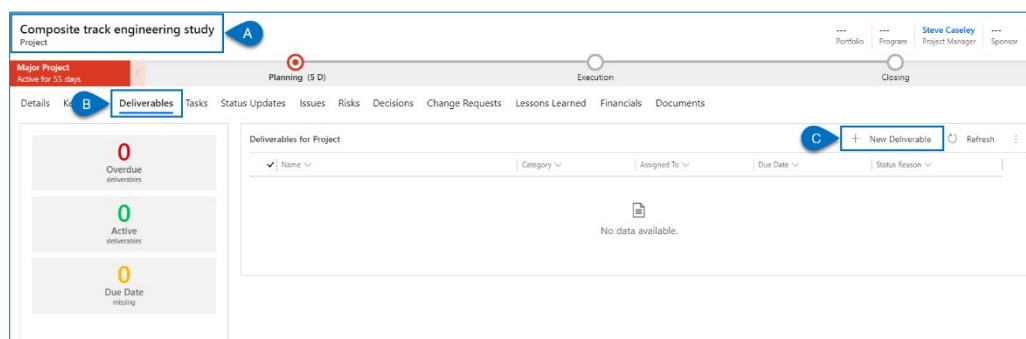 Composite track engineering study
Project
A
--- --- Steve Caseley ---
Portfolio Program Project Manager Sponsor
Major Project
Active for 55 days
Planning (5 D) Execution Closing
Details B Deliverables Tasks Status Updates Issues Risks Decisions Change Requests Lessons Learned Financials Documents
0
Overdue
deliverables
0
Active
deliverables
0
Due Date
missing
Deliverables for Project
C
+ New Deliverable Refresh
Name Category Assigned To Due Date Status Reason
No data available.